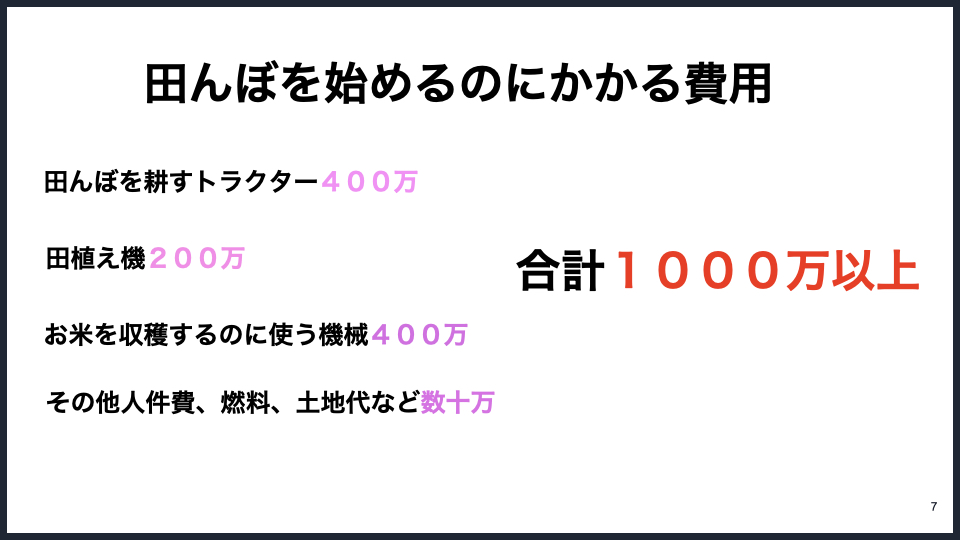 田んぼを始めるのにかかる費用
田んぼを耕すトラクター４００万
田植え機２００万
合計１０００万以上
お米を収穫するのに使う機械４００万
その他人件費、燃料、土地代など数十万
7